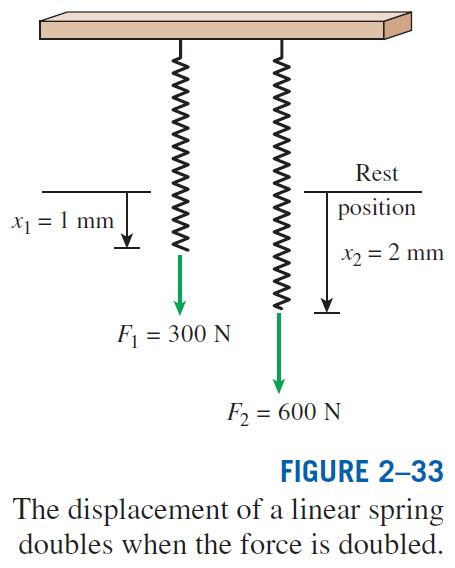 Rest
position
x₁ = 1 mm
x₂ = 2 mm
F₁ = 300 N
F₂ = 600 N
FIGURE 2–33
The displacement of a linear spring
doubles when the force is doubled.